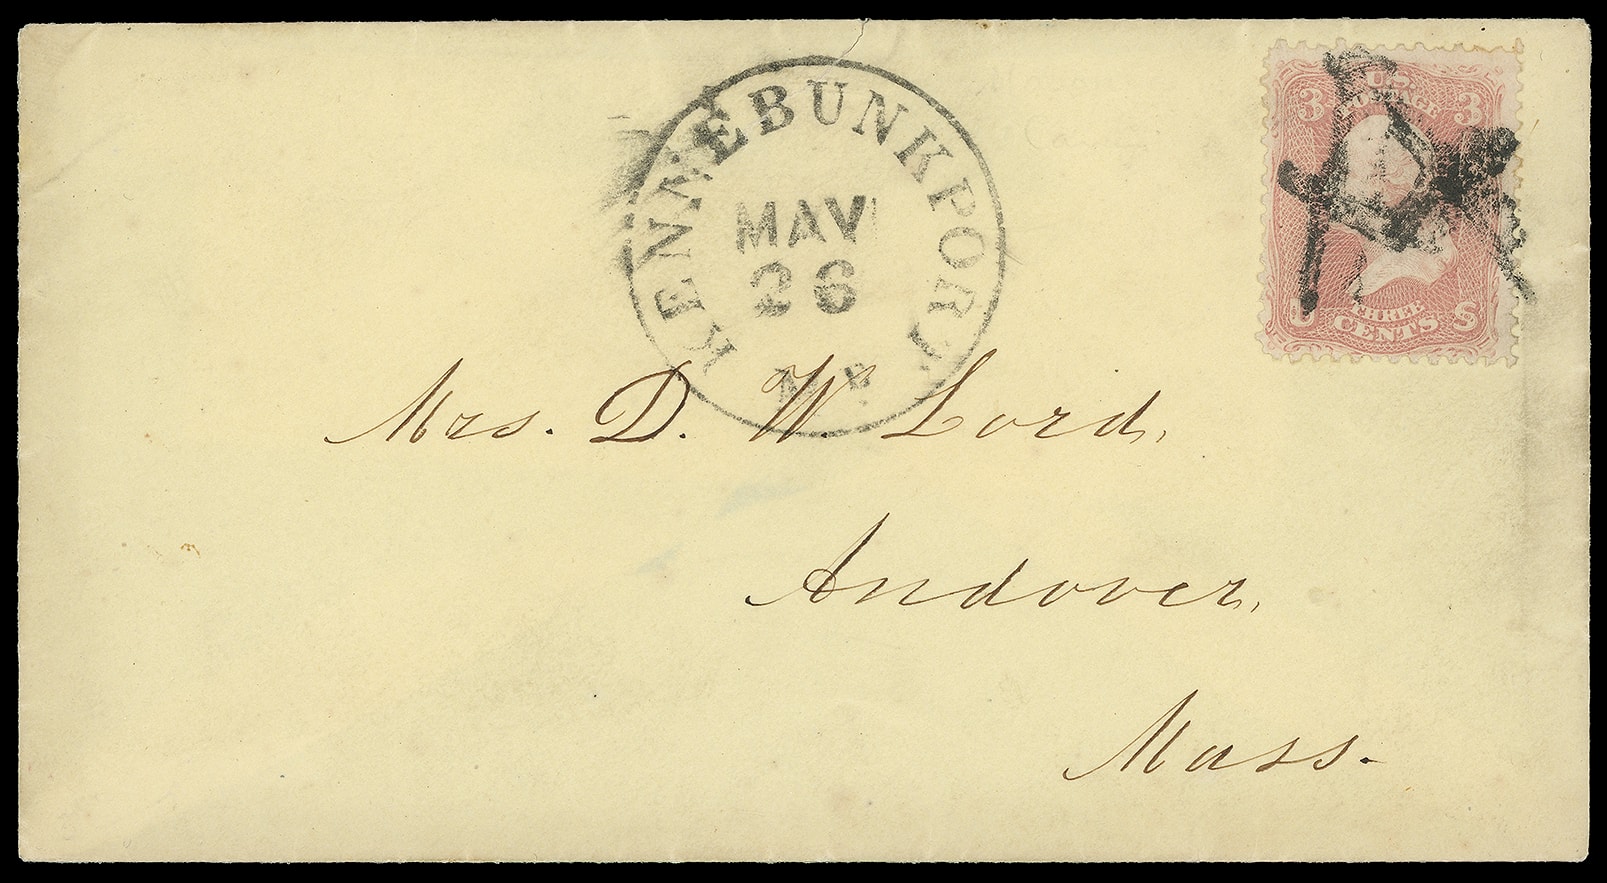 KENNEBUNKPORT
MAY
26
Me.
3 U.S. 3
POSTAGE
U THREE S
CENTS
Mrs. D. W. Lord,
Andover,
Mass.